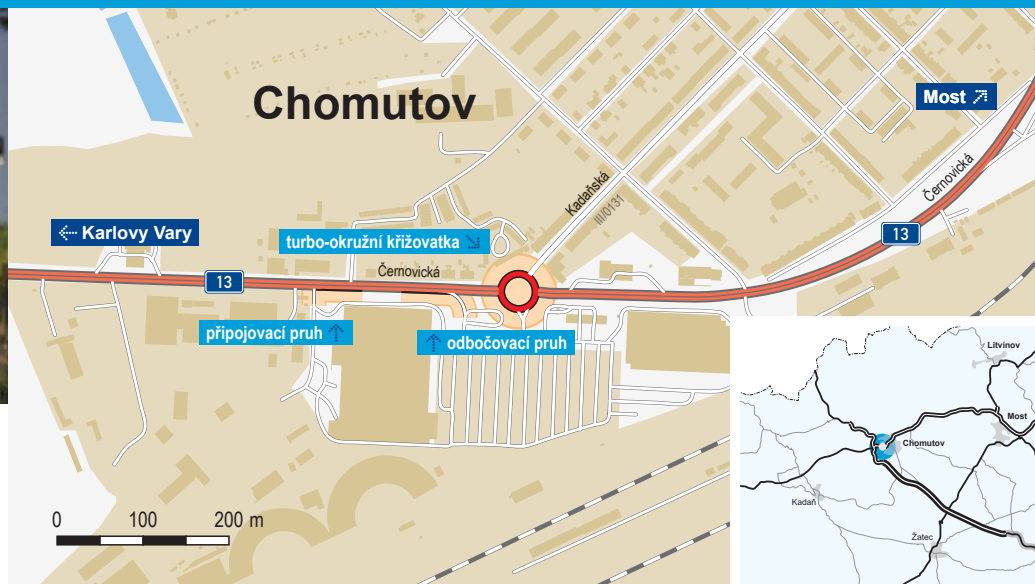 Chomutov
Most
Černovická
Kadaňská
III/0131
13
Karlovy Vary
turbo-okružní křižovatka
Černovická
13
připojovací pruh
odbočovací pruh
0 100 200 m
Litvínov
Most
Chomutov
Kadaň
Žatec